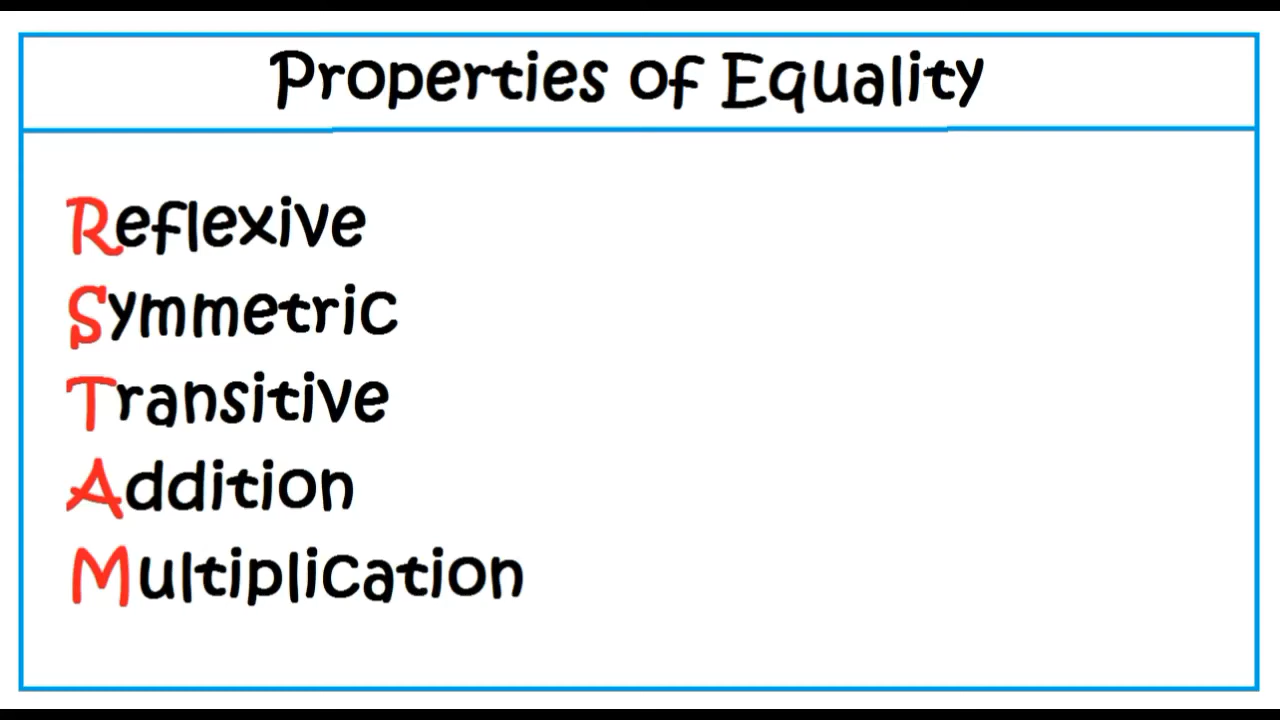 Properties of Equality
Reflexive
Symmetric
Transitive
Addition
Multiplication